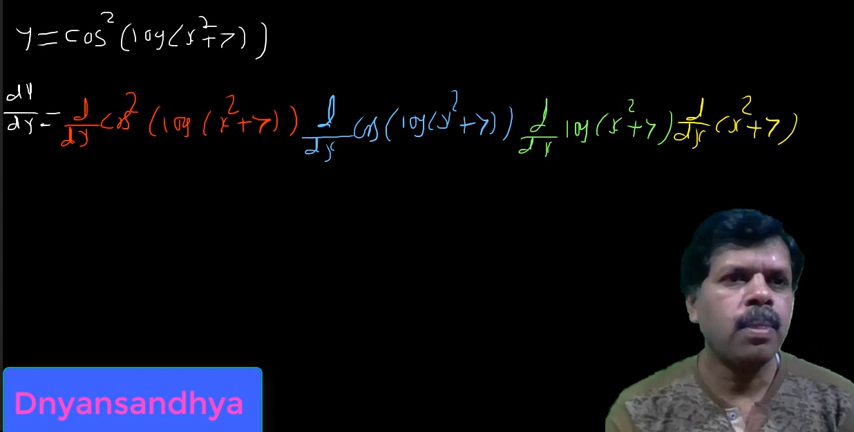 y = cos²(log(x²+7))
dy/dx = d/dx cos²(log(x²+7)) d/dx cos(log(x²+7)) d/dx log(x²+7) d/dx (x²+7)
Dnyansandhya